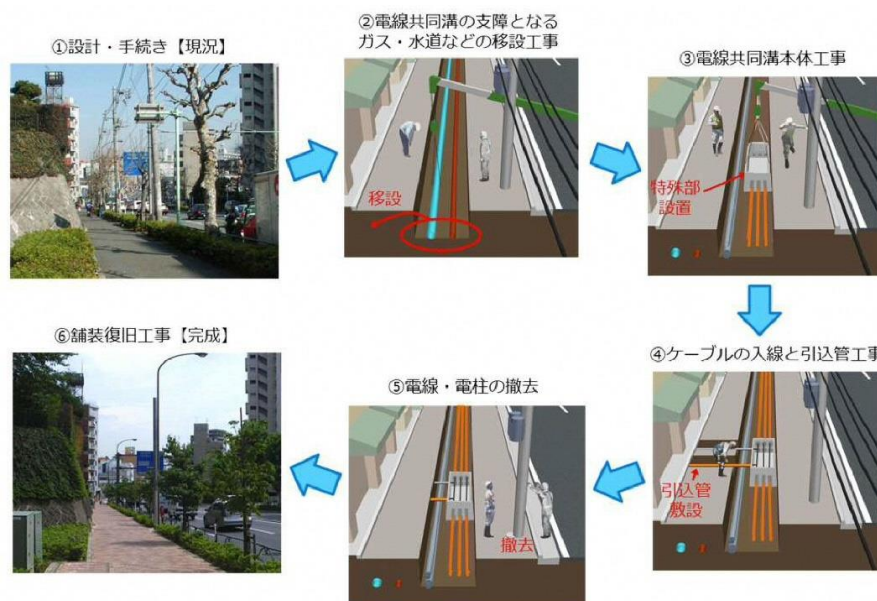 ①設計・手続き【現況】
②電線共同溝の支障となる
ガス・水道などの移設工事
移設
③電線共同溝本体工事
特殊部
設置
④ケーブルの入線と引込管工事
引込管
敷設
⑤電線・電柱の撤去
撤去
⑥舗装復旧工事【完成】